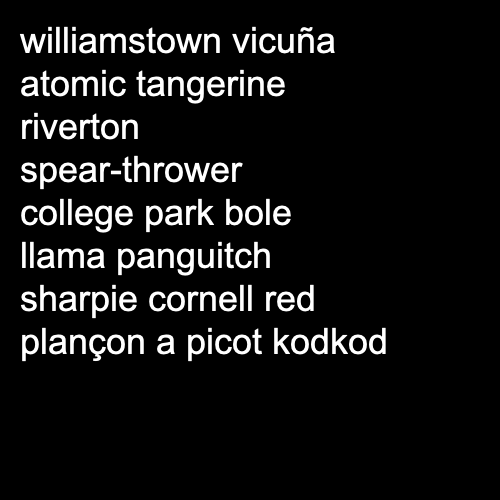 williamstown vicuña
atomic tangerine
riverton
spear-thrower
college park bole
llama panguitch
sharpie cornell red
plançon a picot kodkod